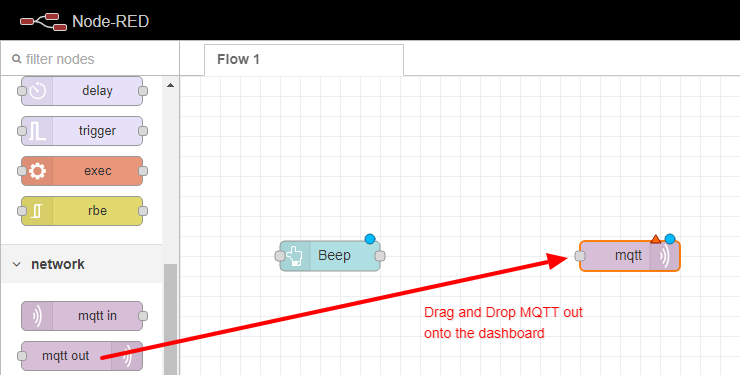 Node-RED
filter nodes
Flow 1
delay
trigger
exec
rbe
Beep
mqtt
network
Drag and Drop MQTT out
onto the dashboard
mqtt in
mqtt out